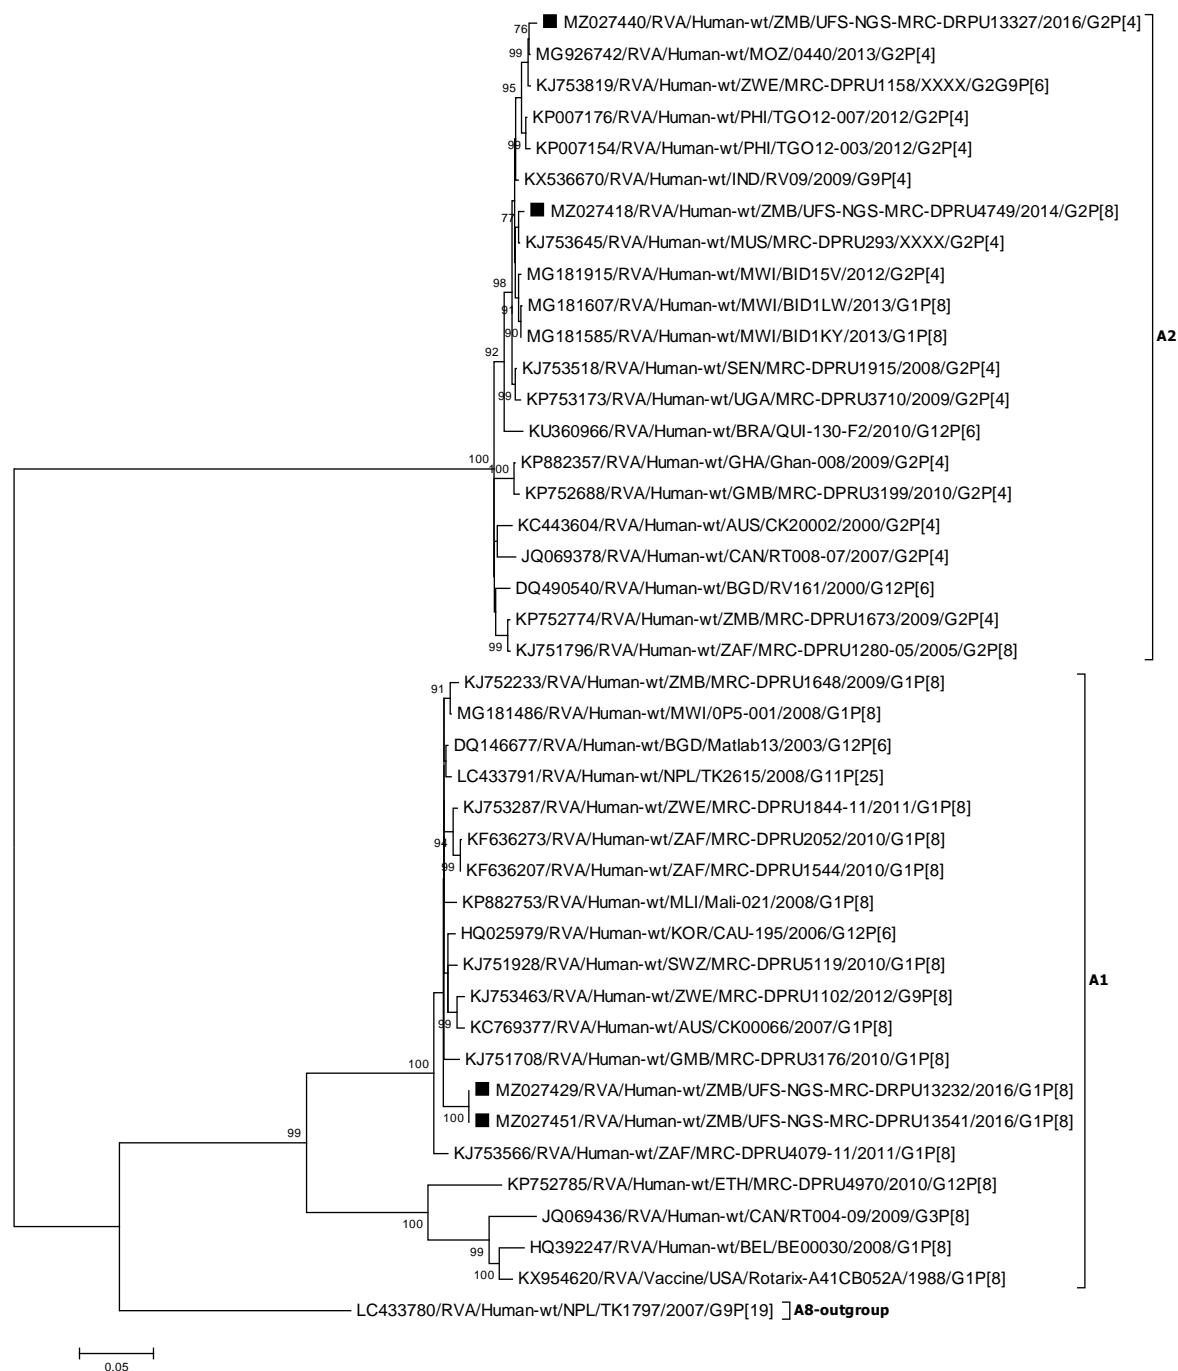 76
MZ027440/RVA/Human-wt/ZMB/UFS-NGS-MRC-DRPU13327/2016/G2P[4]
99
MG926742/RVA/Human-wt/MOZ/0440/2013/G2P[4]
95
KJ753819/RVA/Human-wt/ZWE/MRC-DPRU1158/XXXX/G2G9P[6]
KP007176/RVA/Human-wt/PHI/TGO12-007/2012/G2P[4]
99
KP007154/RVA/Human-wt/PHI/TGO12-003/2012/G2P[4]
KX536670/RVA/Human-wt/IND/RV09/2009/G9P[4]
77
MZ027418/RVA/Human-wt/ZMB/UFS-NGS-MRC-DPRU4749/2014/G2P[8]
KJ753645/RVA/Human-wt/MUS/MRC-DPRU293/XXXX/G2P[4]
98
MG181915/RVA/Human-wt/MWI/BID15V/2012/G2P[4]
91
MG181607/RVA/Human-wt/MWI/BID1LW/2013/G1P[8]
90
MG181585/RVA/Human-wt/MWI/BID1KY/2013/G1P[8]
A2
92
KJ753518/RVA/Human-wt/SEN/MRC-DPRU1915/2008/G2P[4]
99
KP753173/RVA/Human-wt/UGA/MRC-DPRU3710/2009/G2P[4]
KU360966/RVA/Human-wt/BRA/QUI-130-F2/2010/G12P[6]
100
100
KP882357/RVA/Human-wt/GHA/Ghan-008/2009/G2P[4]
KP752688/RVA/Human-wt/GMB/MRC-DPRU3199/2010/G2P[4]
KC443604/RVA/Human-wt/AUS/CK20002/2000/G2P[4]
JQ069378/RVA/Human-wt/CAN/RT008-07/2007/G2P[4]
DQ490540/RVA/Human-wt/BGD/RV161/2000/G12P[6]
KP752774/RVA/Human-wt/ZMB/MRC-DPRU1673/2009/G2P[4]
99
KJ751796/RVA/Human-wt/ZAF/MRC-DPRU1280-05/2005/G2P[8]
91
KJ752233/RVA/Human-wt/ZMB/MRC-DPRU1648/2009/G1P[8]
MG181486/RVA/Human-wt/MWI/0P5-001/2008/G1P[8]
DQ146677/RVA/Human-wt/BGD/Matlab13/2003/G12P[6]
LC433791/RVA/Human-wt/NPL/TK2615/2008/G11P[25]
KJ753287/RVA/Human-wt/ZWE/MRC-DPRU1844-11/2011/G1P[8]
94
KF636273/RVA/Human-wt/ZAF/MRC-DPRU2052/2010/G1P[8]
99
KF636207/RVA/Human-wt/ZAF/MRC-DPRU1544/2010/G1P[8]
KP882753/RVA/Human-wt/MLI/Mali-021/2008/G1P[8]
HQ025979/RVA/Human-wt/KOR/CAU-195/2006/G12P[6]
KJ751928/RVA/Human-wt/SWZ/MRC-DPRU5119/2010/G1P[8]
A1
KJ753463/RVA/Human-wt/ZWE/MRC-DPRU1102/2012/G9P[8]
99
KC769377/RVA/Human-wt/AUS/CK00066/2007/G1P[8]
100
KJ751708/RVA/Human-wt/GMB/MRC-DPRU3176/2010/G1P[8]
MZ027429/RVA/Human-wt/ZMB/UFS-NGS-MRC-DRPU13232/2016/G1P[8]
100
MZ027451/RVA/Human-wt/ZMB/UFS-NGS-MRC-DPRU13541/2016/G1P[8]
99
KJ753566/RVA/Human-wt/ZAF/MRC-DPRU4079-11/2011/G1P[8]
KP752785/RVA/Human-wt/ETH/MRC-DPRU4970/2010/G12P[8]
100
JQ069436/RVA/Human-wt/CAN/RT004-09/2009/G3P[8]
99
HQ392247/RVA/Human-wt/BEL/BE00030/2008/G1P[8]
100
KX954620/RVA/Vaccine/USA/Rotarix-A41CB052A/1988/G1P[8]
LC433780/RVA/Human-wt/NPL/TK1797/2007/G9P[19] A8-outgroup
0.05